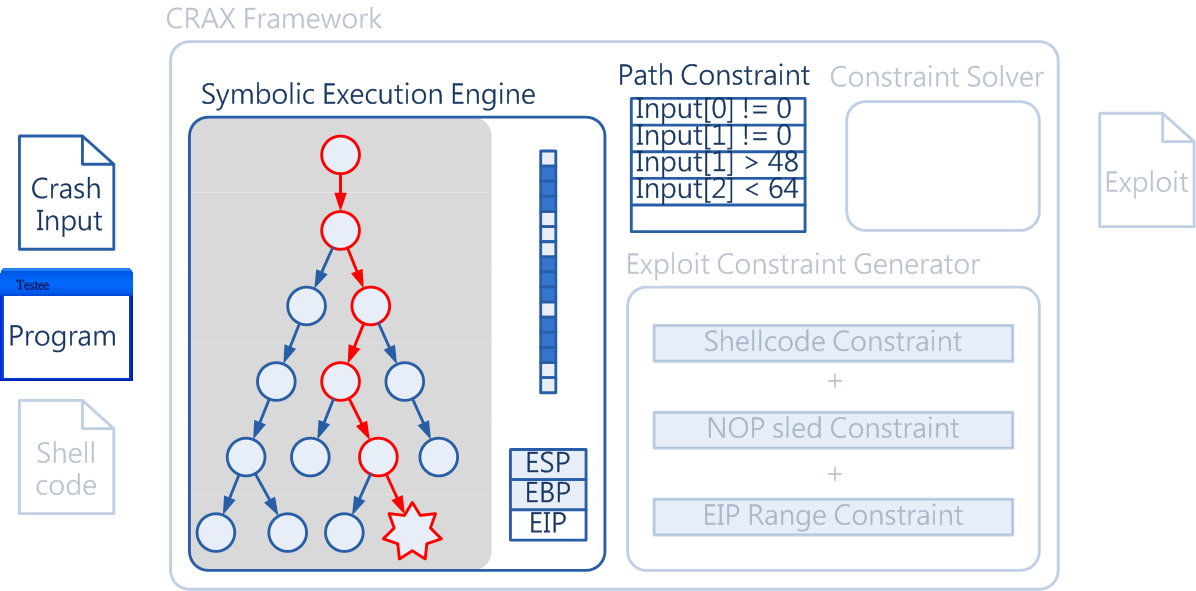 CRAX Framework
Symbolic Execution Engine
Path Constraint
Constraint Solver
Input[0] != 0
Input[1] != 0
Input[1] > 48
Input[2] < 64
Crash
Input
Testee
Program
Shell
code
ESP
EBP
EIP
Exploit Constraint Generator
Shellcode Constraint
+
NOP sled Constraint
+
EIP Range Constraint
Exploit